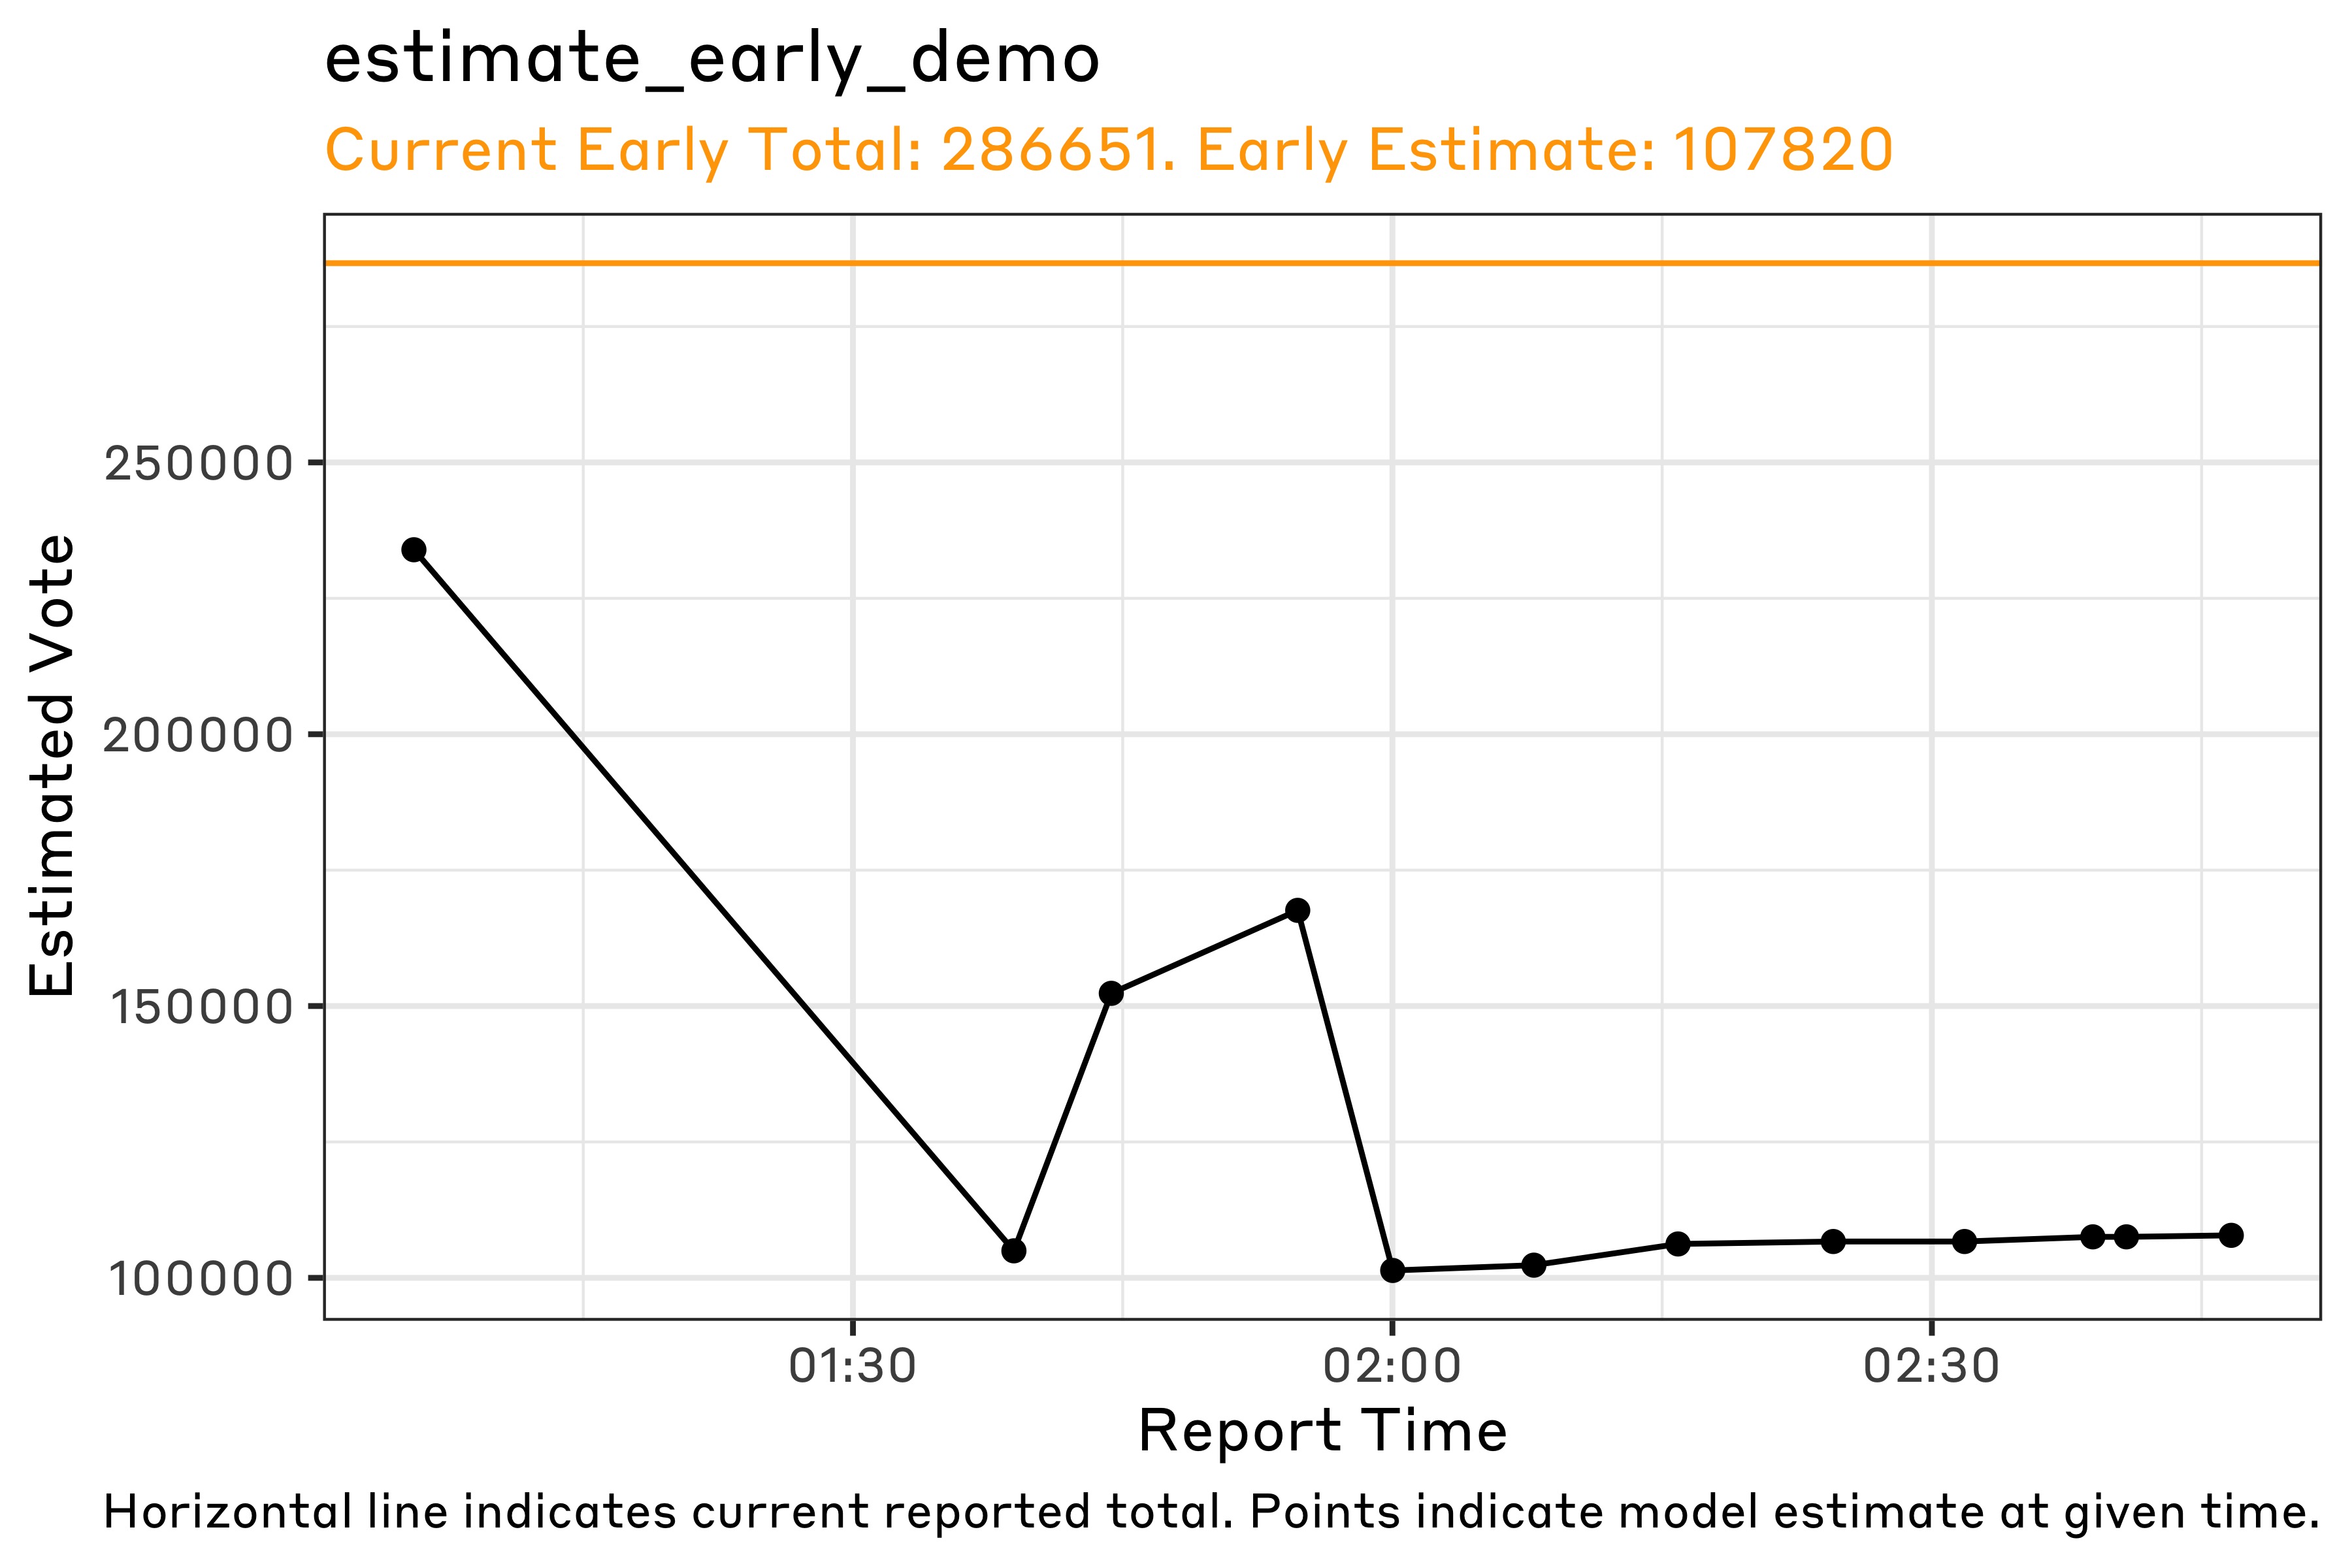 estimate_early_demo
Current Early Total: 286651. Early Estimate: 107820
Estimated Vote
250000
200000
150000
100000
01:30 02:00 02:30
Report Time
Horizontal line indicates current reported total. Points indicate model estimate at given time.